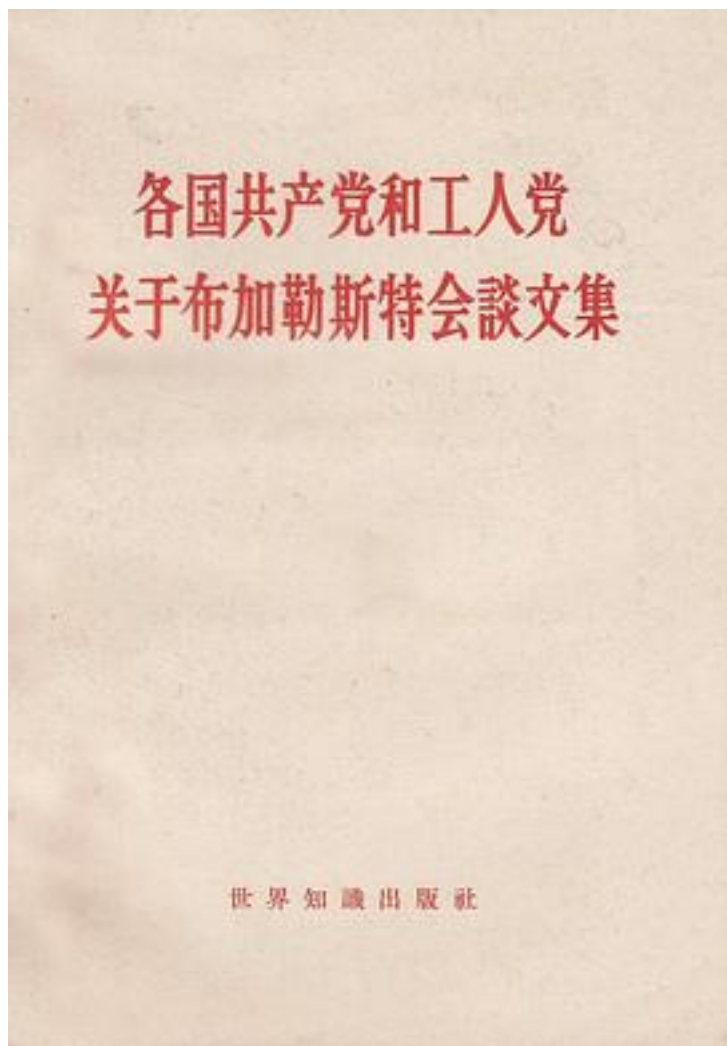 各国共产党和工人党
关于布加勒斯特会談文集
世界知識出版社